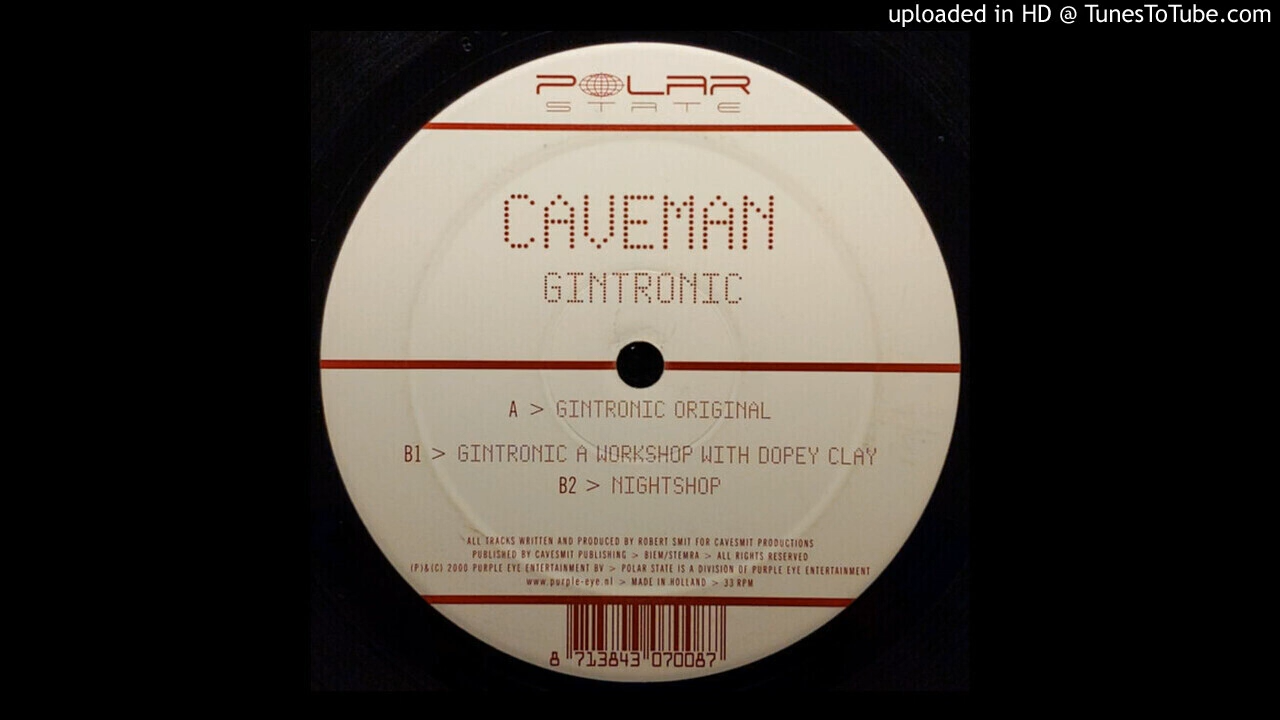 uploaded in HD @ TunesToTube.com
POLAR
STATE
CAVEMAN
GINTRONIC
A > GINTRONIC ORIGINAL
B1 > GINTRONIC A WORKSHOP WITH DOPEY CLAY
B2 > NIGHTSHOP
ALL TRACKS WRITTEN AND PRODUCED BY ROBERT SMIT FOR CAVESMIT PRODUCTIONS
PUBLISHED BY CAVESMIT PUBLISHING > BIEM/STEMRA > ALL RIGHTS RESERVED
(P)&(C) 2000 PURPLE EYE ENTERTAINMENT BV > POLAR STATE IS A DIVISION OF PURPLE EYE ENTERTAINMENT
www.purple-eye.nl > MADE IN HOLLAND > 33 RPM
8 713843 070087